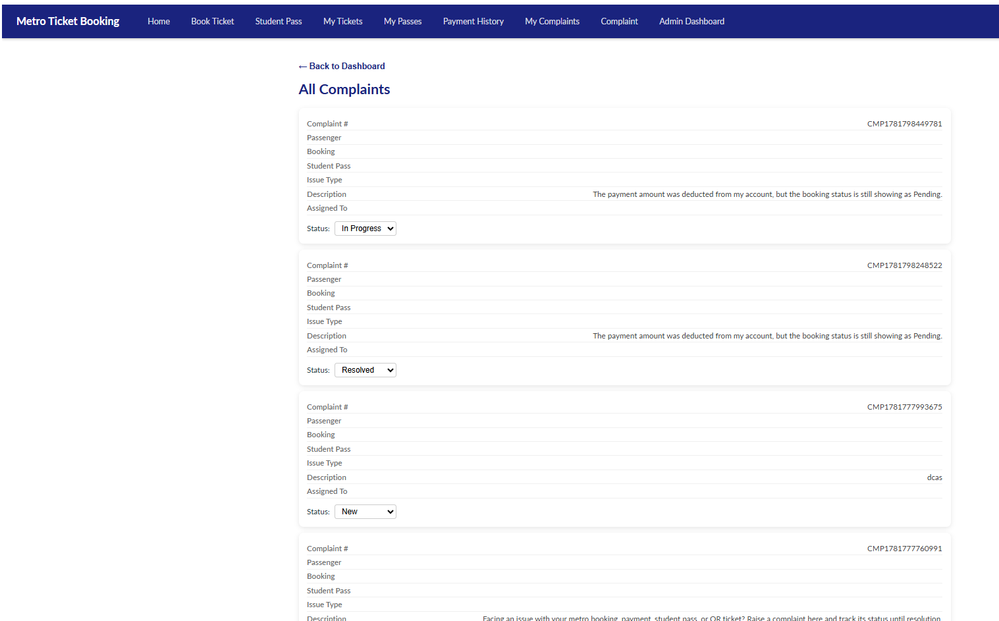 Metro Ticket Booking Home Book Ticket Student Pass My Tickets My Passes Payment History My Complaints Complaint Admin Dashboard
← Back to Dashboard
All Complaints
Complaint # CMP1781798449781
Passenger
Booking
Student Pass
Issue Type
Description The payment amount was deducted from my account, but the booking status is still showing as Pending.
Assigned To
Status: In Progress
Complaint # CMP1781798248522
Passenger
Booking
Student Pass
Issue Type
Description The payment amount was deducted from my account, but the booking status is still showing as Pending.
Assigned To
Status: Resolved
Complaint # CMP1781777993675
Passenger
Booking
Student Pass
Issue Type
Description dcas
Assigned To
Status: New
Complaint # CMP1781777760991
Passenger
Booking
Student Pass
Issue Type
Description Facing an issue with your metro booking, payment, student pass, or QR ticket? Raise a complaint here and track its status until resolution.